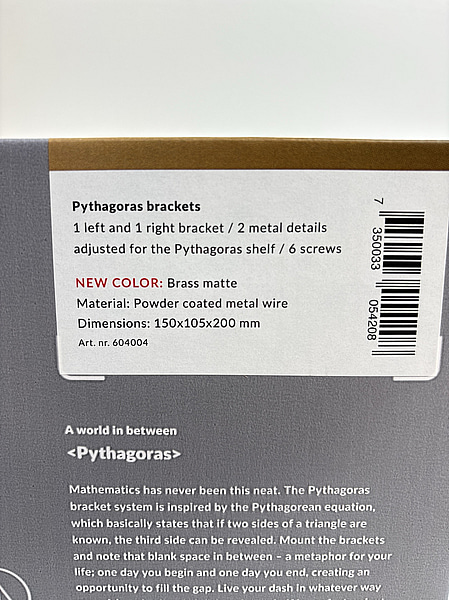 Pythagoras brackets
1 left and 1 right bracket / 2 metal details
adjusted for the Pythagoras shelf / 6 screws
NEW COLOR: Brass matte
Material: Powder coated metal wire
Dimensions: 150x105x200 mm
Art. nr. 604004
7 350033 054208
A world in between
<Pythagoras>
Mathematics has never been this neat. The Pythagoras
bracket system is inspired by the Pythagorean equation,
which basically states that if two sides of a triangle are
known, the third side can be revealed. Mount the brackets
and note that blank space in between – a metaphor for your
life; one day you begin and one day you end, creating an
opportunity to fill the gap. Live your dash in whatever way